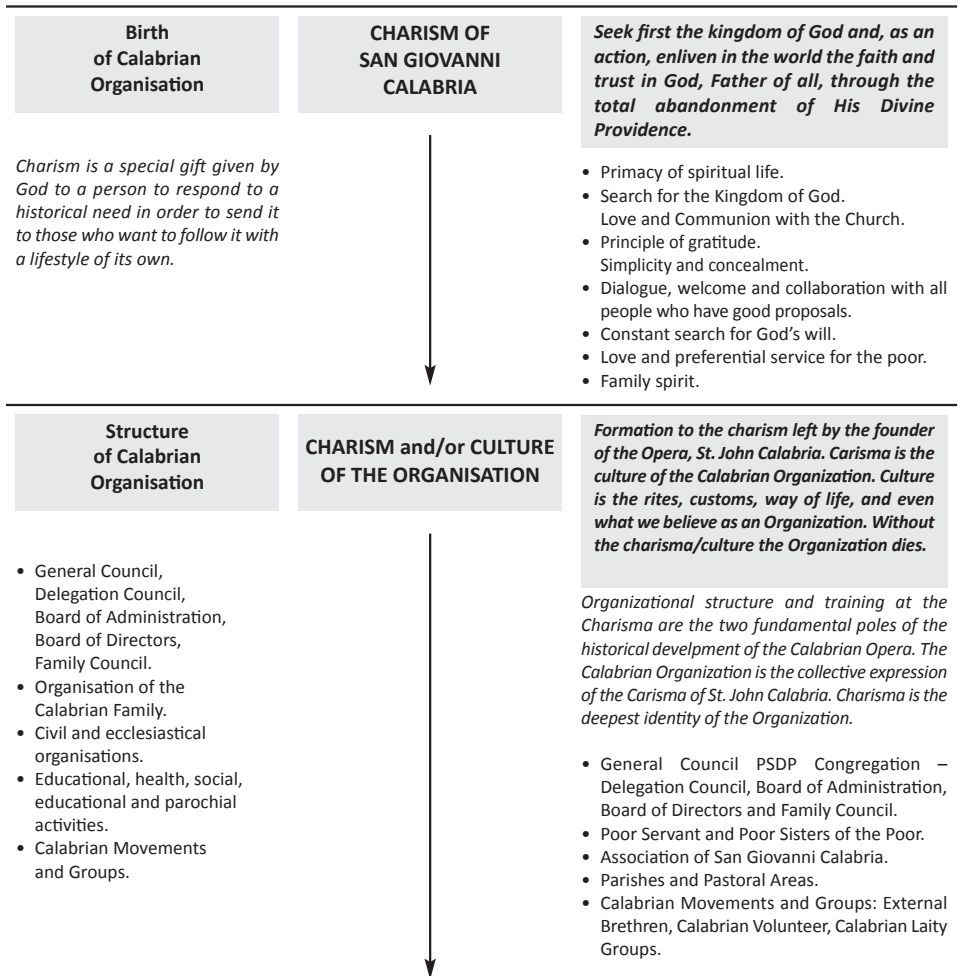 Birth
of Calabrian
Organisation
Charism is a special gift given by
God to a person to respond to a
historical need in order to send it
to those who want to follow it with
a lifestyle of its own.
CHARISM OF
SAN GIOVANNI
CALABRIA
Seek first the kingdom of God and, as an
action, enliven in the world the faith and
trust in God, Father of all, through the
total abandonment of His Divine
Providence.
• Primacy of spiritual life.
• Search for the Kingdom of God.
Love and Communion with the Church.
• Principle of gratitude.
Simplicity and concealment.
• Dialogue, welcome and collaboration with all
people who have good proposals.
• Constant search for God's will.
• Love and preferential service for the poor.
• Family spirit.
Structure
of Calabrian
Organisation
• General Council,
Delegation Council,
Board of Administration,
Board of Directors,
Family Council.
• Organisation of the
Calabrian Family.
• Civil and ecclesiastical
organisations.
• Educational, health, social,
educational and parochial
activities.
• Calabrian Movements
and Groups.
CHARISM and/or CULTURE
OF THE ORGANISATION
Formation to the charism left by the founder
of the Opera, St. John Calabria. Carisma is the
culture of the Calabrian Organization. Culture
is the rites, customs, way of life, and even
what we believe as an Organization. Without
the charisma/culture the Organization dies.
Organizational structure and training at the
Charisma are the two fundamental poles of the
historical develpment of the Calabrian Opera. The
Calabrian Organization is the collective expression
of the Carisma of St. John Calabria. Charisma is the
deepest identity of the Organization.
• General Council PSDP Congregation –
Delegation Council, Board of Administration,
Board of Directors and Family Council.
• Poor Servant and Poor Sisters of the Poor.
• Association of San Giovanni Calabria.
• Parishes and Pastoral Areas.
• Calabrian Movements and Groups: External
Brethren, Calabrian Volunteer, Calabrian Laity
Groups.